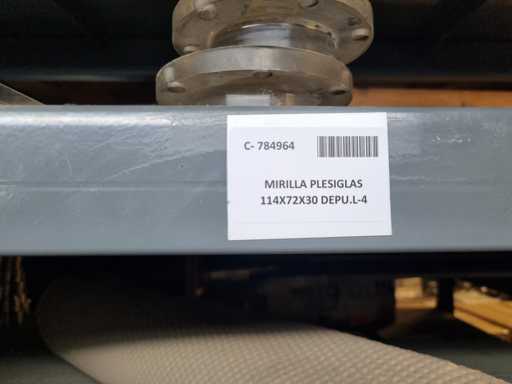 C- 784964
MIRILLA PLESIGLAS
114X72X30 DEPU.L-4